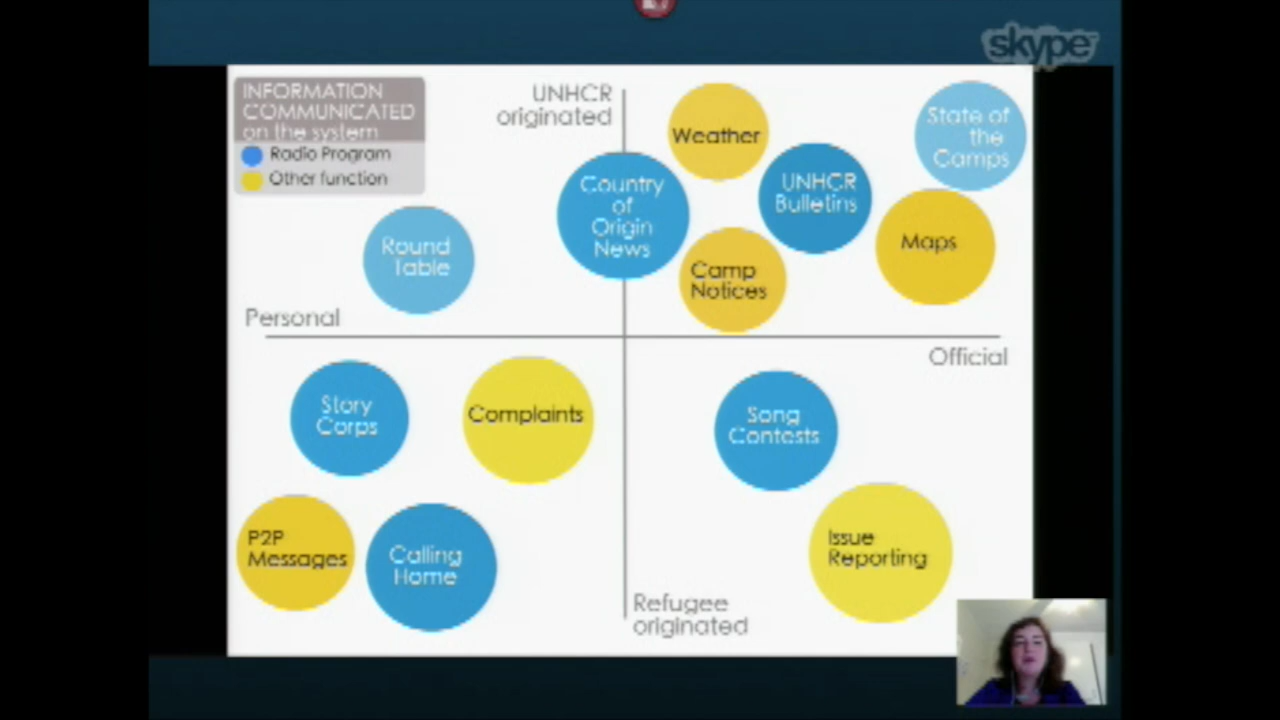 skype
INFORMATION
COMMUNICATED
on the system
Radio Program
Other function
UNHCR
originated
Weather
State of
the
Camps
Country
of
Origin
News
UNHCR
Bulletins
Round
Table
Camp
Notices
Maps
Personal
Official
Story
Corps
Complaints
Song
Contests
P2P
Messages
Calling
Home
Issue
Reporting
Refugee
originated